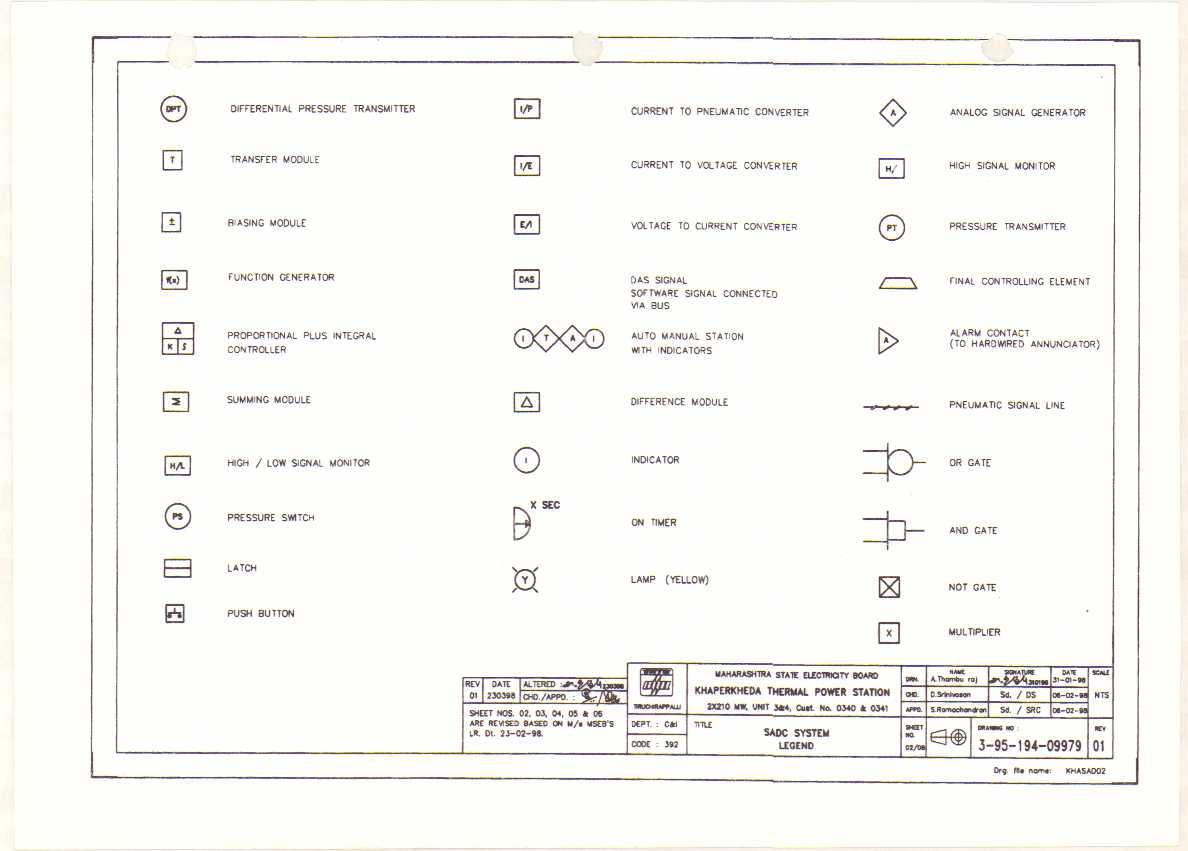 DPT DIFFERENTIAL PRESSURE TRANSMITTER
T TRANSFER MODULE
± BIASING MODULE
f(x) FUNCTION GENERATOR
Δ
K ∫ PROPORTIONAL PLUS INTEGRAL
CONTROLLER
Σ SUMMING MODULE
H/L HIGH / LOW SIGNAL MONITOR
PS PRESSURE SWITCH
LATCH
PUSH BUTTON
I/P CURRENT TO PNEUMATIC CONVERTER
I/E CURRENT TO VOLTAGE CONVERTER
E/I VOLTAGE TO CURRENT CONVERTER
DAS DAS SIGNAL
SOFTWARE SIGNAL CONNECTED
VIA BUS
I T A I AUTO MANUAL STATION
WITH INDICATORS
Δ DIFFERENCE MODULE
I INDICATOR
X SEC
ON TIMER
Y LAMP (YELLOW)
A ANALOG SIGNAL GENERATOR
H/ HIGH SIGNAL MONITOR
PT PRESSURE TRANSMITTER
FINAL CONTROLLING ELEMENT
A ALARM CONTACT
(TO HARDWIRED ANNUNCIATOR)
PNEUMATIC SIGNAL LINE
OR GATE
AND GATE
NOT GATE
X MULTIPLIER
REV DATE ALTERED : 230398
01 230398 CHD./APPD. :
SHEET NOS. 02, 03, 04, 05 & 06
ARE REVISED BASED ON M/s MSEB'S
LR. Dt. 23-02-98.
TIRUCHIRAPPALLI
DEPT. : C&I
CODE : 392
MAHARASHTRA STATE ELECTRICITY BOARD
KHAPERKHEDA THERMAL POWER STATION
2X210 MW, UNIT 3&4, Cust. No. 0340 & 0341
TITLE
SADC SYSTEM
LEGEND
NAME SIGNATURE DATE SCALE
DRN. A.Thambu raj 310198 31-01-98
CHD. D.Srinivasan Sd. / DS 06-02-98 NTS
APPD. S.Ramachandran Sd. / SRC 06-02-98
SHEET NO. 02/08
DRAWING NO : REV
3-95-194-09979 01
Drg. file name: KHASAD02